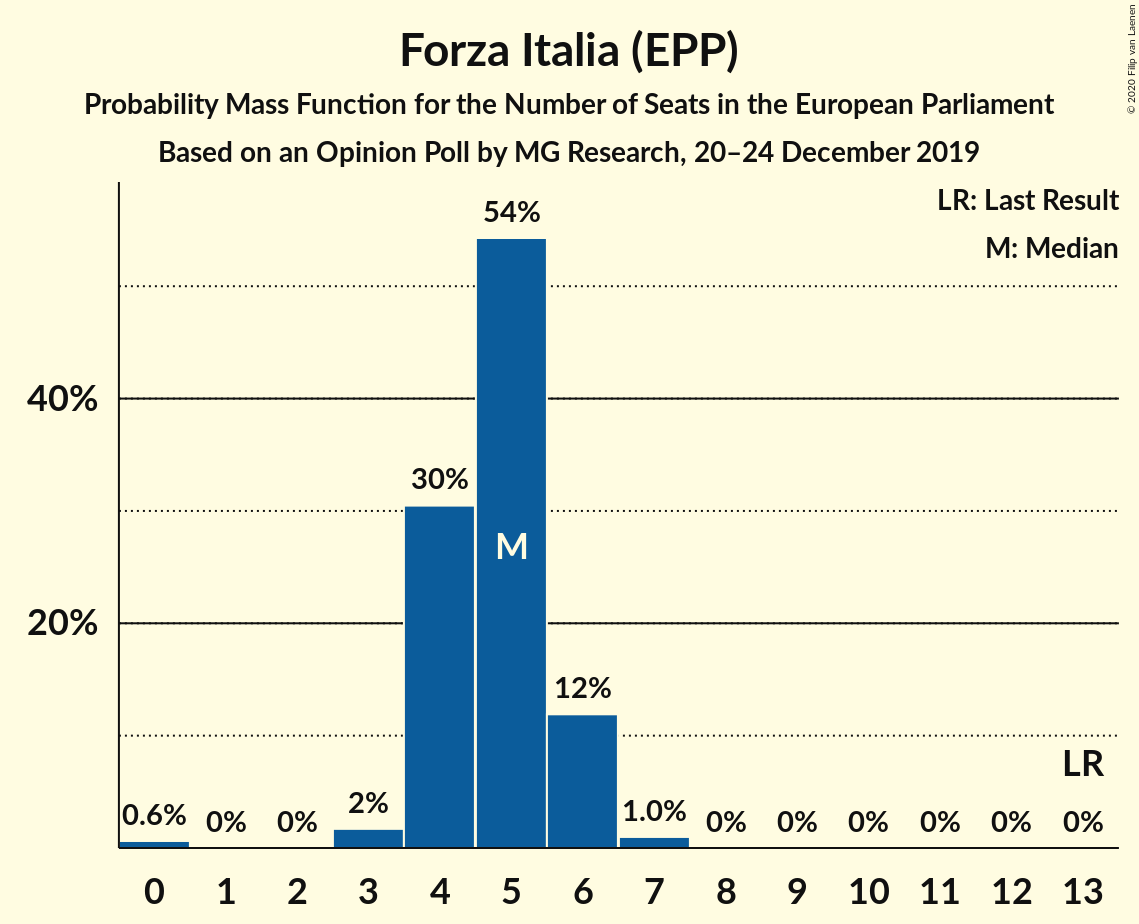 Forza Italia (EPP)
Probability Mass Function for the Number of Seats in the European Parliament
Based on an Opinion Poll by MG Research, 20–24 December 2019
© 2020 Filip van Laenen
LR: Last Result
M: Median
54%
40%
30%
M
20%
12%
LR
0.6% 0% 0% 2% 1.0% 0% 0% 0% 0% 0% 0%
0 1 2 3 4 5 6 7 8 9 10 11 12 13